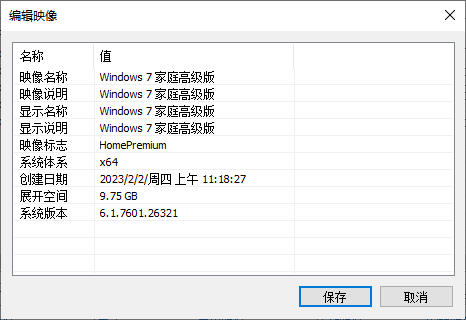 编辑映像
名称 值
映像名称 Windows 7 家庭高级版
映像说明 Windows 7 家庭高级版
显示名称 Windows 7 家庭高级版
显示说明 Windows 7 家庭高级版
映像标志 HomePremium
系统体系 x64
创建日期 2023/2/2/周四 上午 11:18:27
展开空间 9.75 GB
系统版本 6.1.7601.26321
保存 取消